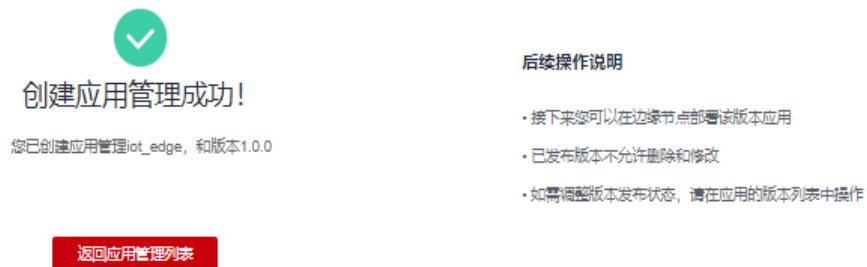 创建应用管理成功！
您已创建应用管理iot_edge，和版本1.0.0
返回应用管理列表
后续操作说明
• 接下来您可以在边缘节点部署该版本应用
• 已发布版本不允许删除和修改
• 如需调整版本发布状态，请在应用的版本列表中操作